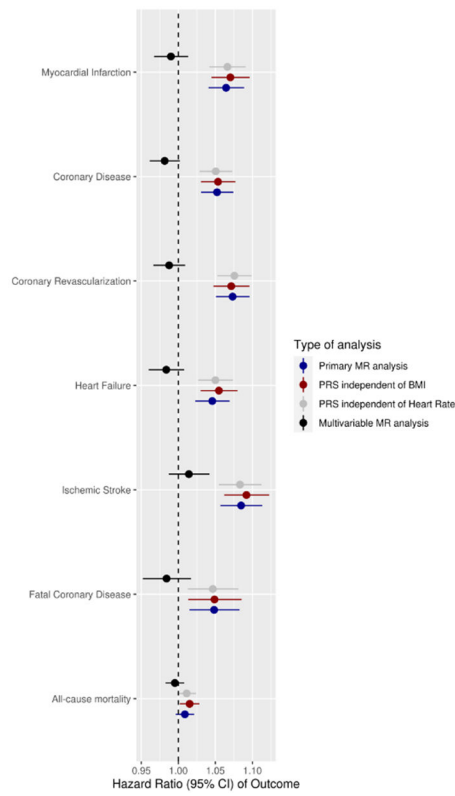 Myocardial Infarction
Coronary Disease
Coronary Revascularization
Heart Failure
Ischemic Stroke
Fatal Coronary Disease
All-cause mortality
0.95 1.00 1.05 1.10
Hazard Ratio (95% CI) of Outcome
Type of analysis
Primary MR analysis
PRS independent of BMI
PRS independent of Heart Rate
Multivariable MR analysis